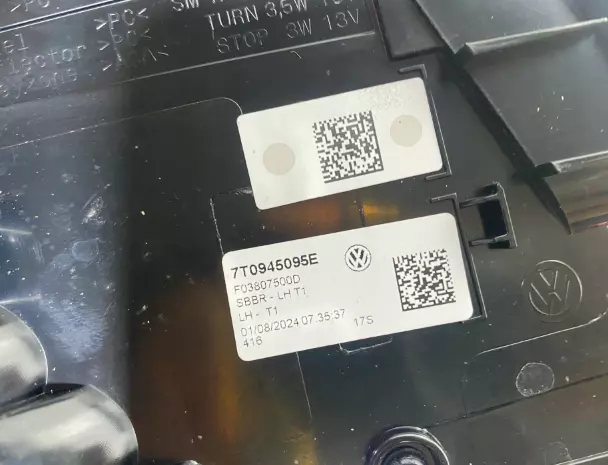 >PC<
TURN 3,5W
STOP 3W 13V
7T0945095E
F03807500D
SBBR - LH T1
LH - T1
01/08/2024 07:35:37
416 17S